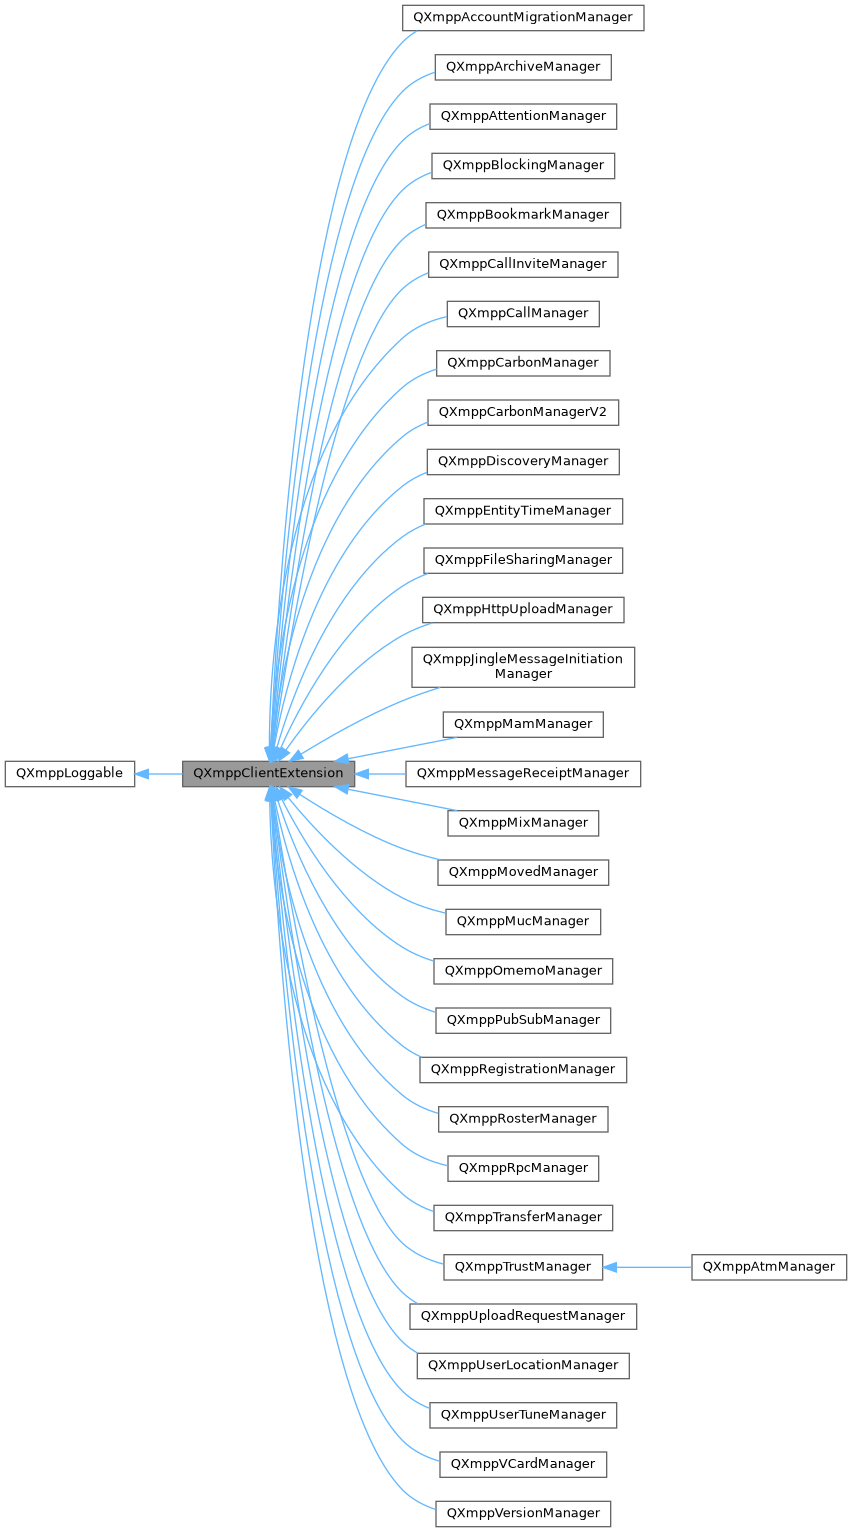 QXmppAccountMigrationManager
QXmppArchiveManager
QXmppAttentionManager
QXmppBlockingManager
QXmppBookmarkManager
QXmppCallInviteManager
QXmppCallManager
QXmppCarbonManager
QXmppCarbonManagerV2
QXmppDiscoveryManager
QXmppEntityTimeManager
QXmppFileSharingManager
QXmppHttpUploadManager
QXmppJingleMessageInitiation
Manager
QXmppMamManager
QXmppLoggable
QXmppClientExtension
QXmppMessageReceiptManager
QXmppMixManager
QXmppMovedManager
QXmppMucManager
QXmppOmemoManager
QXmppPubSubManager
QXmppRegistrationManager
QXmppRosterManager
QXmppRpcManager
QXmppTransferManager
QXmppTrustManager
QXmppAtmManager
QXmppUploadRequestManager
QXmppUserLocationManager
QXmppUserTuneManager
QXmppVCardManager
QXmppVersionManager